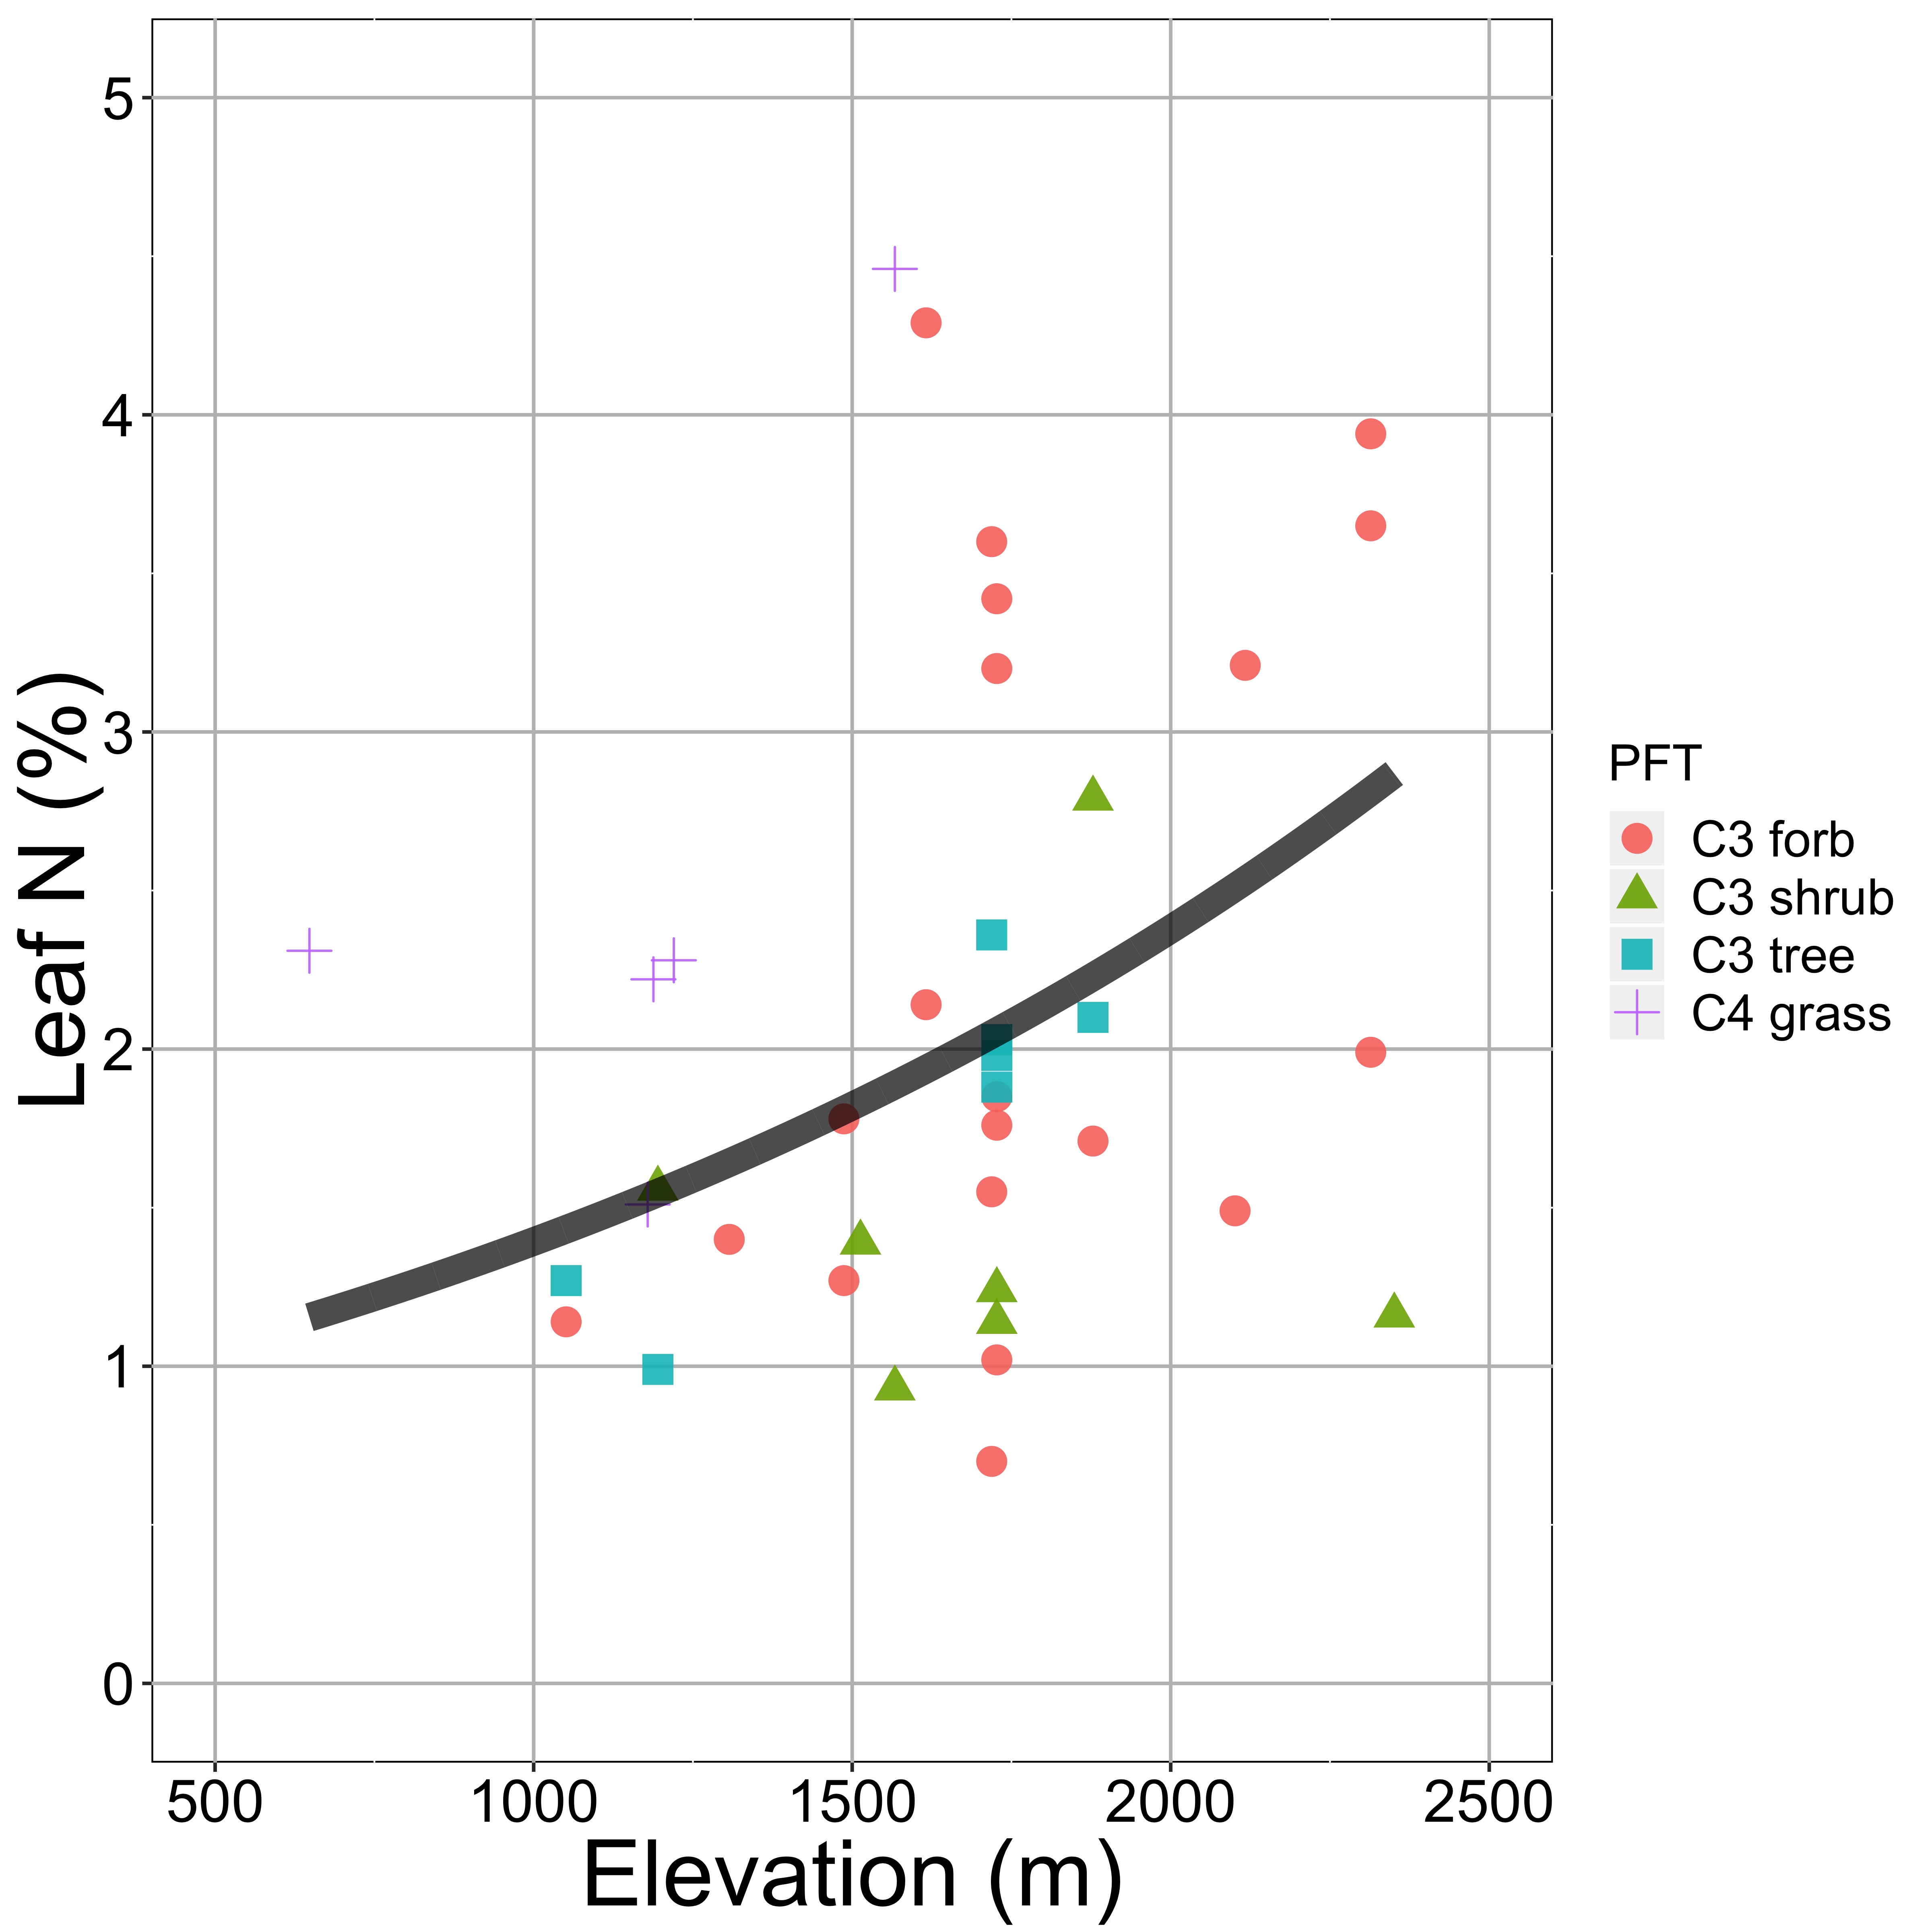 Leaf N (%)
5
4
3
2
1
0
500 1000 1500 2000 2500
Elevation (m)
PFT
C3 forb
C3 shrub
C3 tree
C4 grass